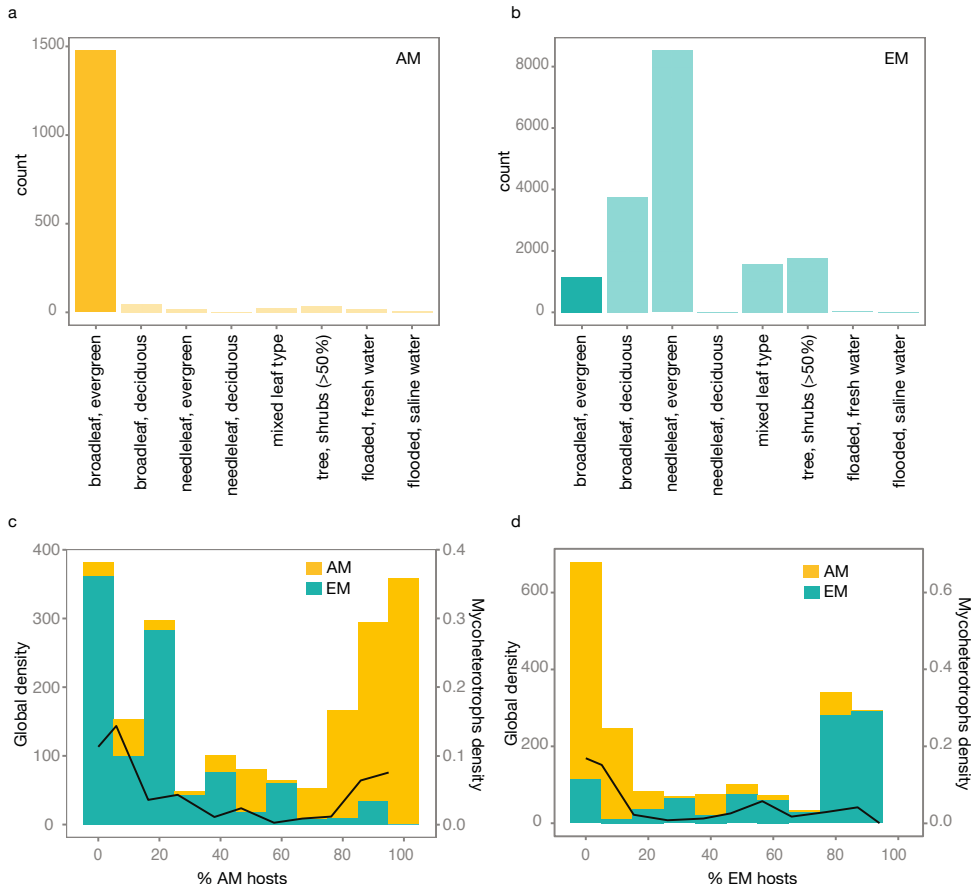 a
AM
count
1500
1000
500
0
broadleaf, evergreen
broadleaf, deciduous
needleleaf, evergreen
needleleaf, deciduous
mixed leaf type
tree, shrubs (>50%)
floaded, fresh water
flooded, saline water
b
EM
count
8000
6000
4000
2000
0
broadleaf, evergreen
broadleaf, deciduous
needleleaf, evergreen
needleleaf, deciduous
mixed leaf type
tree, shrubs (>50%)
floaded, fresh water
flooded, saline water
c
AM
EM
Global density
400
300
200
100
0
Mycoheterotrophs density
0.4
0.3
0.2
0.1
0.0
0 20 40 60 80 100
% AM hosts
d
AM
EM
Global density
600
400
200
0
Mycoheterotrophs density
0.6
0.4
0.2
0.0
0 20 40 60 80 100
% EM hosts